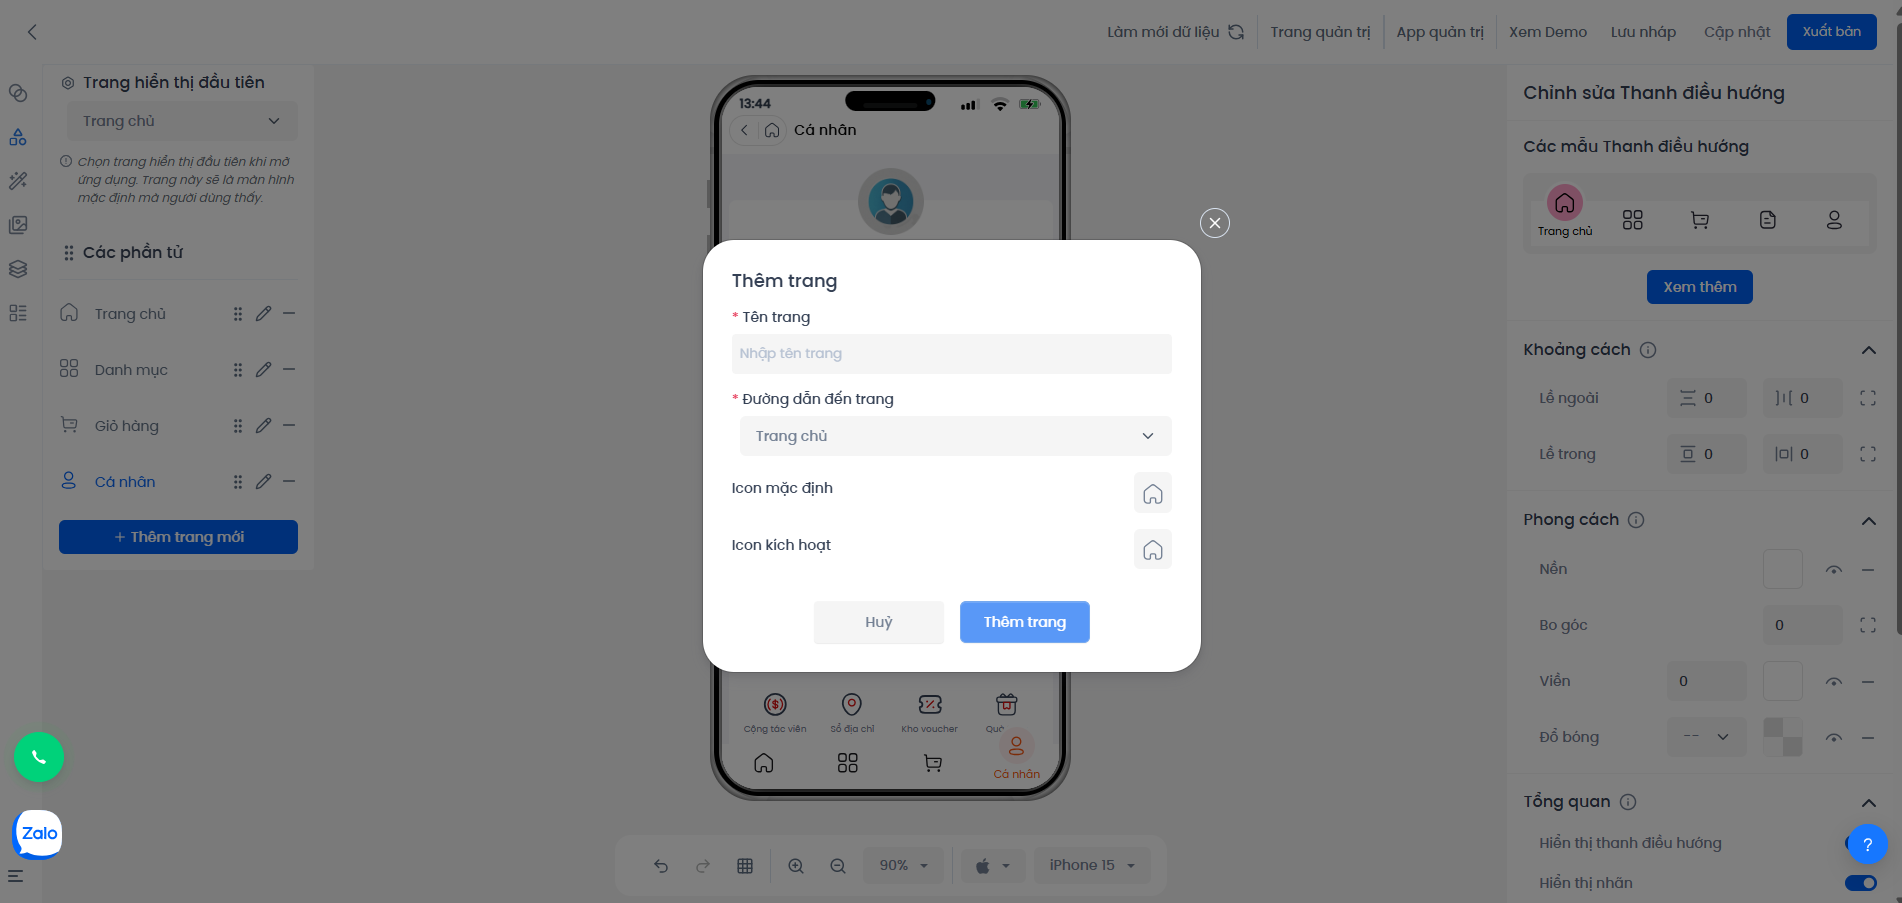 Làm mới dữ liệu
Trang quản trị
App quản trị
Xem Demo
Lưu nháp
Cập nhật
Xuất bản
Trang hiển thị đầu tiên
Trang chủ
Chọn trang hiển thị đầu tiên khi mở
ứng dụng. Trang này sẽ là màn hình
mặc định mà người dùng thấy.
Các phần tử
Trang chủ
Danh mục
Giỏ hàng
Cá nhân
+ Thêm trang mới
Zalo
13:44
Cá nhân
Thêm trang
* Tên trang
Nhập tên trang
* Đường dẫn đến trang
Trang chủ
Icon mặc định
Icon kích hoạt
Huỷ
Thêm trang
Cộng tác viên
Sổ địa chỉ
Kho voucher
Quà
Cá nhân
90%
iPhone 15
Chỉnh sửa Thanh điều hướng
Các mẫu Thanh điều hướng
Trang chủ
Xem thêm
Khoảng cách
Lề ngoài
0
0
Lề trong
0
0
Phong cách
Nền
Bo góc
0
Viền
0
Đổ bóng
--
Tổng quan
Hiển thị thanh điều hướng
?
Hiển thị nhãn